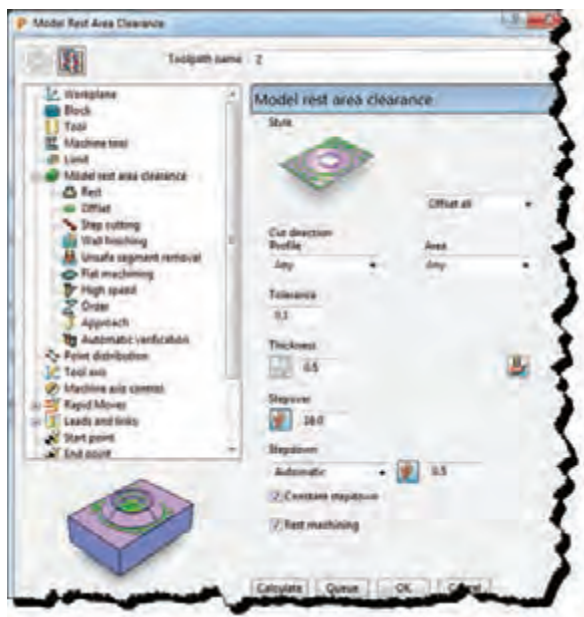 Model Rest Area Clearance
Toolpath name 2
Workplane
Block
Tool
Machine tool
Limit
Model rest area clearance
Rest
Offset
Step cutting
Wall finishing
Unsafe segment removal
Flat machining
High speed
Order
Approach
Automatic verification
Point distribution
Tool axis
Machine axis control
Rapid Moves
Leads and links
Start point
End point
Model rest area clearance
Style
Offset all
Cut direction
Profile Area
Any Any
Tolerance
0.1
Thickness
0.5
Stepover
Stepdown
Automatic 0.5
Constant stepdown
Rest machining
Calculate Queue OK Cancel